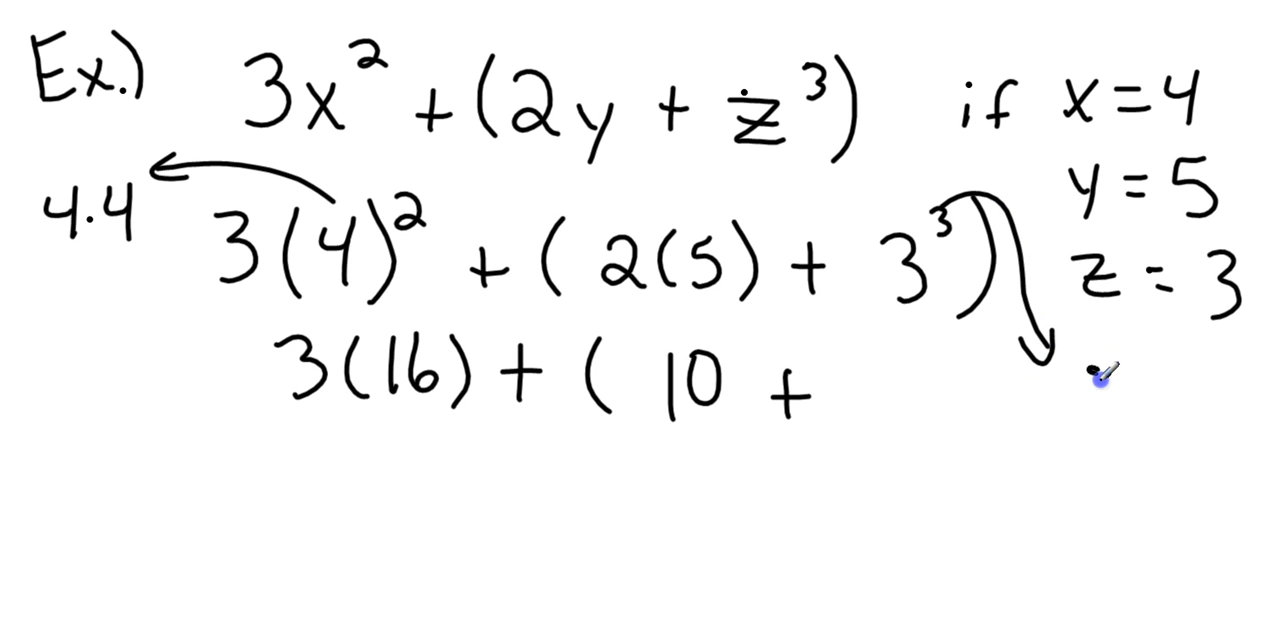 Ex.) 3x² + (2y + z³) if x = 4
y = 5
4·4 3(4)² + ( 2(5) + 3³)
z = 3
3(16) + ( 10 +